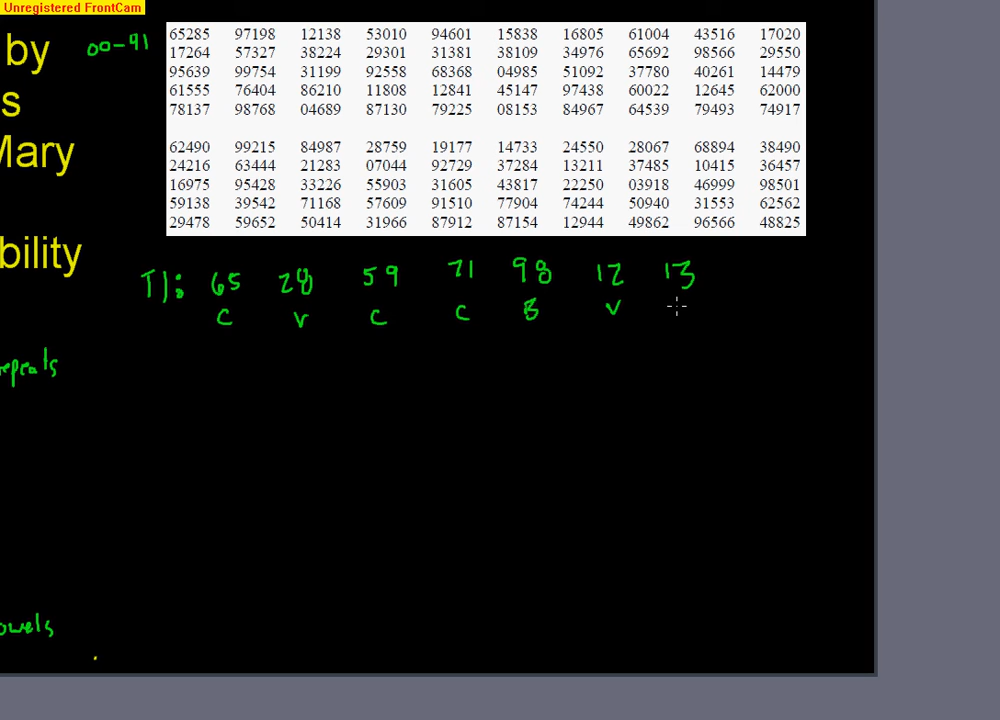 Unregistered FrontCam
by
s
Mary
bility
00-91
65285 97198 12138 53010 94601 15838 16805 61004 43516 17020
17264 57327 38224 29301 31381 38109 34976 65692 98566 29550
95639 99754 31199 92558 68368 04985 51092 37780 40261 14479
61555 76404 86210 11808 12841 45147 97438 60022 12645 62000
78137 98768 04689 87130 79225 08153 84967 64539 79493 74917
62490 99215 84987 28759 19177 14733 24550 28067 68894 38490
24216 63444 21283 07044 92729 37284 13211 37485 10415 36457
16975 95428 33226 55903 31605 43817 22250 03918 46999 98501
59138 39542 71168 57609 91510 77904 74244 50940 31553 62562
29478 59652 50414 31966 87912 87154 12944 49862 96566 48825
T1: 65 28 59 71 98 12 13
C V C C B V
repeats
owels